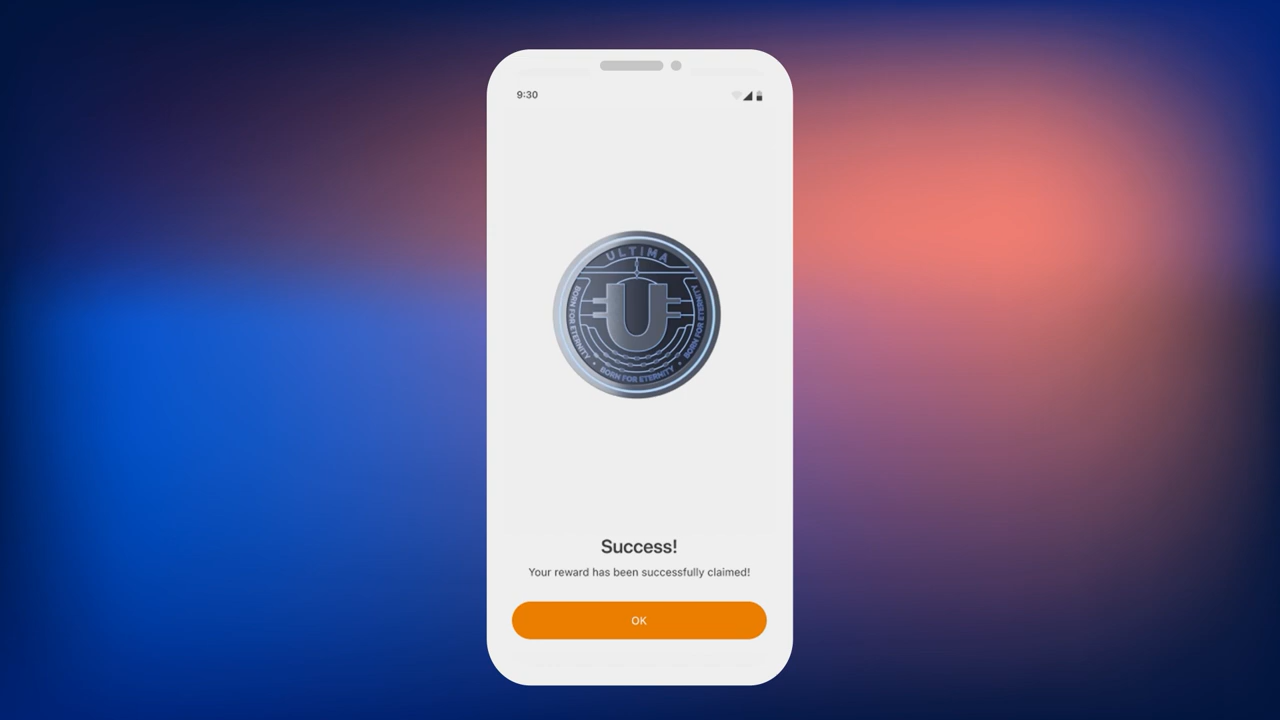 9:30
ULTIMA
BORN FOR ETERNITY
BORN FOR ETERNITY
BORN FOR ETERNITY
Success!
Your reward has been successfully claimed!
OK